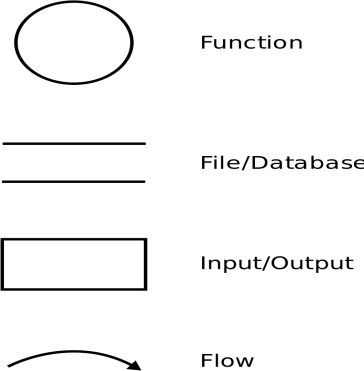 Function
File/Database
Input/Output
Flow